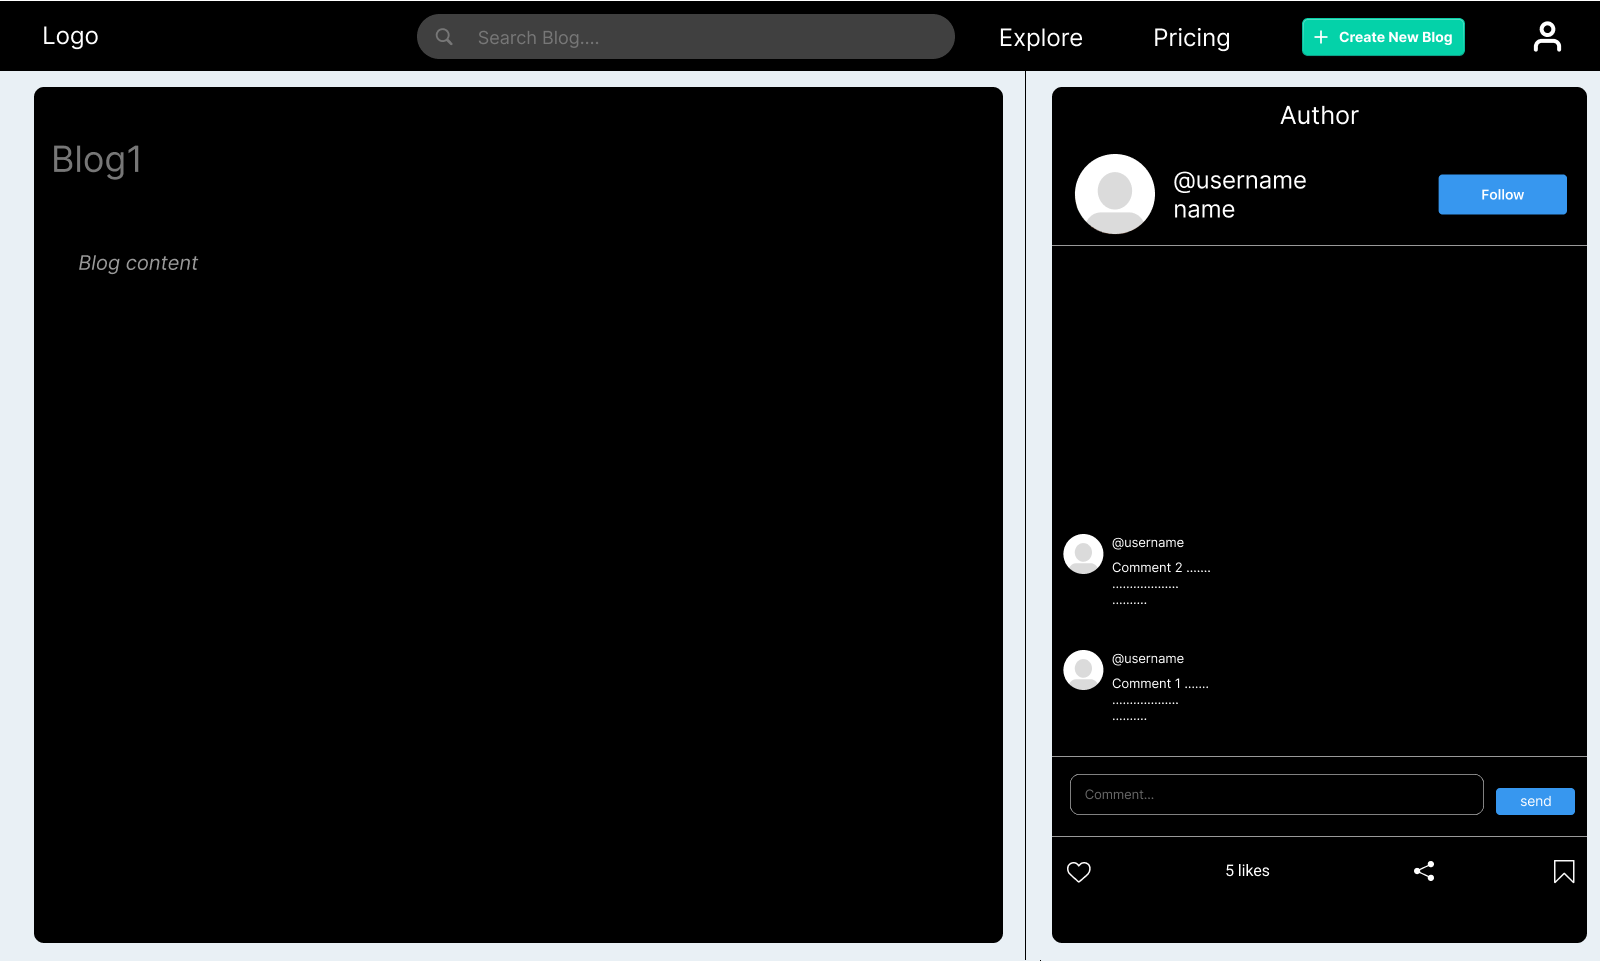 Logo
Search Blog....
Explore
Pricing
Create New Blog
Blog1
Blog content
Author
@username
name
Follow
@username
Comment 2 .......
...................
..........
@username
Comment 1 .......
...................
..........
Comment...
send
5 likes